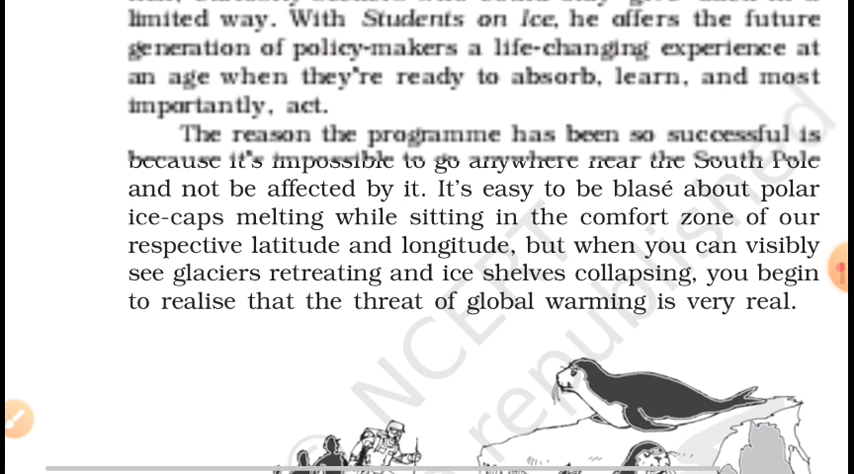 limited way. With Students on Ice, he offers the future
generation of policy-makers a life-changing experience at
an age when they're ready to absorb, learn, and most
importantly, act.
The reason the programme has been so successful is
because it's impossible to go anywhere near the South Pole
and not be affected by it. It's easy to be blasé about polar
ice-caps melting while sitting in the comfort zone of our
respective latitude and longitude, but when you can visibly
see glaciers retreating and ice shelves collapsing, you begin
to realise that the threat of global warming is very real.
© NCERT
republished